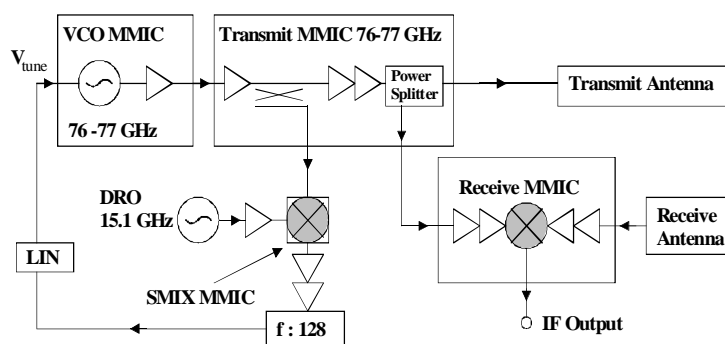 VCO MMIC
Transmit MMIC 76-77 GHz
V tune
Power
Splitter
Transmit Antenna
76 -77 GHz
DRO
15.1 GHz
Receive MMIC
Receive
Antenna
LIN
SMIX MMIC
f : 128
IF Output